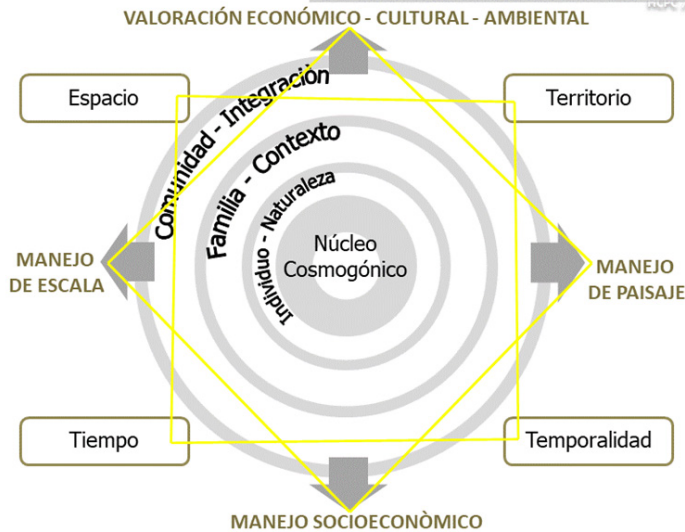 VALORACIÓN ECONÓMICO - CULTURAL - AMBIENTAL
Espacio
Territorio
Comunidad - Integraciòn
Familia - Contexto
Individuo - Naturaleza
Núcleo
Cosmogónico
MANEJO
DE ESCALA
MANEJO
DE PAISAJE
Tiempo
Temporalidad
MANEJO SOCIOECONÒMICO